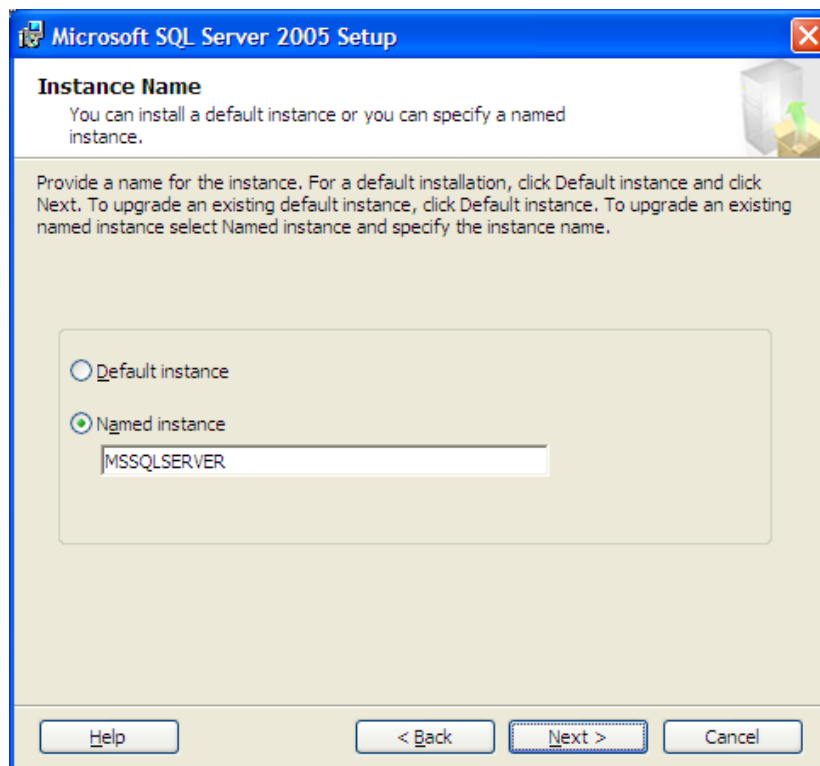 Microsoft SQL Server 2005 Setup
Instance Name
You can install a default instance or you can specify a named
instance.
Provide a name for the instance. For a default installation, click Default instance and click
Next. To upgrade an existing default instance, click Default instance. To upgrade an existing
named instance select Named instance and specify the instance name.
Default instance
Named instance
MSSQLSERVER
Help
< Back
Next >
Cancel